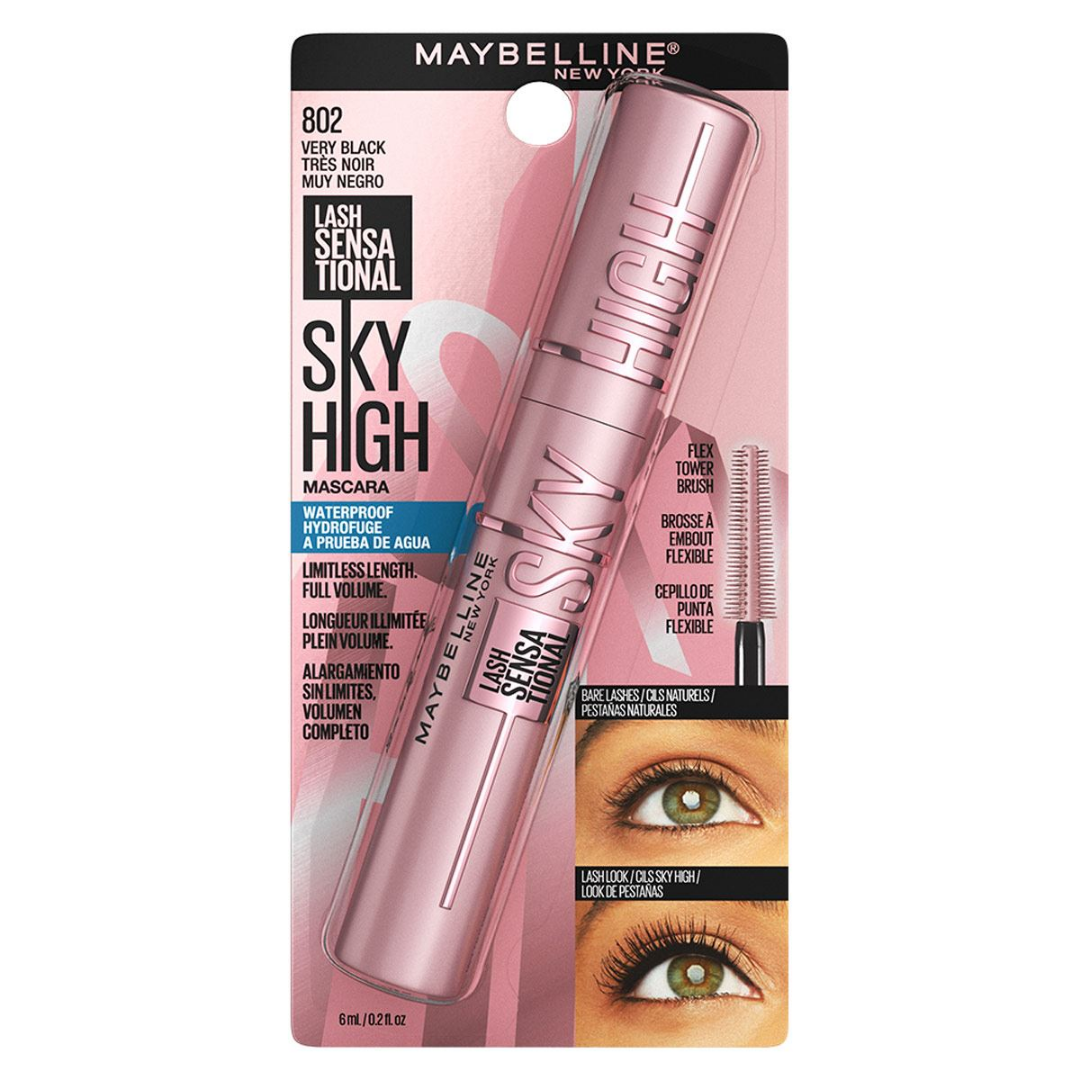 MAYBELLINE®
NEW YORK
802
VERY BLACK
TRÈS NOIR
MUY NEGRO
LASH
SENSA
TIONAL
SKY
HIGH
MASCARA
WATERPROOF
HYDROFUGE
A PRUEBA DE AGUA
LIMITLESS LENGTH.
FULL VOLUME.
LONGUEUR ILLIMITÉE
PLEIN VOLUME.
ALARGAMIENTO
SIN LIMITES,
VOLUMEN
COMPLETO
6 mL / 0.2 fl. oz
SKY HIGH
MAYBELLINE
NEW YORK
LASH
SENSA
TIONAL
FLEX
TOWER
BRUSH
BROSSE À
EMBOUT
FLEXIBLE
CEPILLO DE
PUNTA
FLEXIBLE
BARE LASHES / CILS NATURELS /
PESTAÑAS NATURALES
LASH LOOK / CILS SKY HIGH /
LOOK DE PESTAÑAS